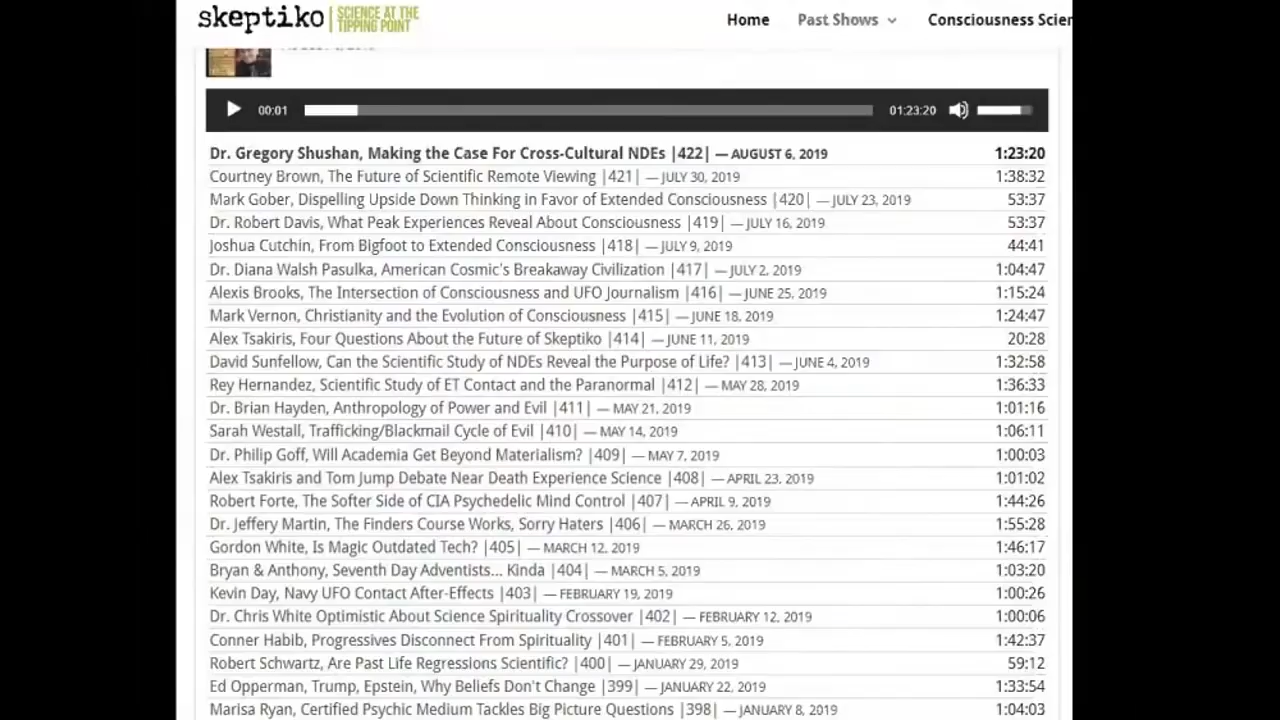 skeptiko | SCIENCE AT THE TIPPING POINT
Home Past Shows Consciousness Scien
00:01 01:23:20
Dr. Gregory Shushan, Making the Case For Cross-Cultural NDEs |422| — AUGUST 6, 2019 1:23:20
Courtney Brown, The Future of Scientific Remote Viewing |421| — JULY 30, 2019 1:38:32
Mark Gober, Dispelling Upside Down Thinking in Favor of Extended Consciousness |420| — JULY 23, 2019 53:37
Dr. Robert Davis, What Peak Experiences Reveal About Consciousness |419| — JULY 16, 2019 53:37
Joshua Cutchin, From Bigfoot to Extended Consciousness |418| — JULY 9, 2019 44:41
Dr. Diana Walsh Pasulka, American Cosmic's Breakaway Civilization |417| — JULY 2, 2019 1:04:47
Alexis Brooks, The Intersection of Consciousness and UFO Journalism |416| — JUNE 25, 2019 1:15:24
Mark Vernon, Christianity and the Evolution of Consciousness |415| — JUNE 18, 2019 1:24:47
Alex Tsakiris, Four Questions About the Future of Skeptiko |414| — JUNE 11, 2019 20:28
David Sunfellow, Can the Scientific Study of NDEs Reveal the Purpose of Life? |413| — JUNE 4, 2019 1:32:58
Rey Hernandez, Scientific Study of ET Contact and the Paranormal |412| — MAY 28, 2019 1:36:33
Dr. Brian Hayden, Anthropology of Power and Evil |411| — MAY 21, 2019 1:01:16
Sarah Westall, Trafficking/Blackmail Cycle of Evil |410| — MAY 14, 2019 1:06:11
Dr. Philip Goff, Will Academia Get Beyond Materialism? |409| — MAY 7, 2019 1:00:03
Alex Tsakiris and Tom Jump Debate Near Death Experience Science |408| — APRIL 23, 2019 1:01:02
Robert Forte, The Softer Side of CIA Psychedelic Mind Control |407| — APRIL 9, 2019 1:44:26
Dr. Jeffery Martin, The Finders Course Works, Sorry Haters |406| — MARCH 26, 2019 1:55:28
Gordon White, Is Magic Outdated Tech? |405| — MARCH 12, 2019 1:46:17
Bryan & Anthony, Seventh Day Adventists... Kinda |404| — MARCH 5, 2019 1:03:20
Kevin Day, Navy UFO Contact After-Effects |403| — FEBRUARY 19, 2019 1:00:26
Dr. Chris White Optimistic About Science Spirituality Crossover |402| — FEBRUARY 12, 2019 1:00:06
Conner Habib, Progressives Disconnect From Spirituality |401| — FEBRUARY 5, 2019 1:42:37
Robert Schwartz, Are Past Life Regressions Scientific? |400| — JANUARY 29, 2019 59:12
Ed Opperman, Trump, Epstein, Why Beliefs Don't Change |399| — JANUARY 22, 2019 1:33:54
Marisa Ryan, Certified Psychic Medium Tackles Big Picture Questions |398| — JANUARY 8, 2019 1:04:03